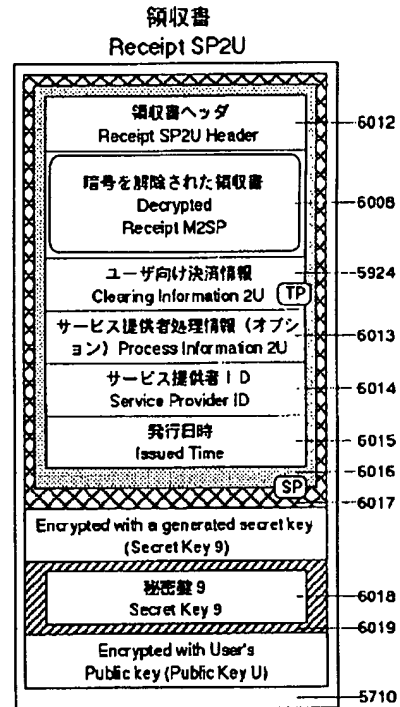 領収書
Receipt SP2U
領収書ヘッダ
Receipt SP2U Header
6012
暗号を解除された領収書
Decrypted
Receipt M2SP
6008
ユーザ向け決済情報
Clearing Information 2U
TP
5924
サービス提供者処理情報（オプシ
ョン）Process Information 2U
6013
サービス提供者ID
Service Provider ID
6014
発行日時
Issued Time
6015
6016
SP
6017
Encrypted with a generated secret key
(Secret Key 9)
秘密鍵9
Secret Key 9
6018
6019
Encrypted with User's
Public key (Public Key U)
5710